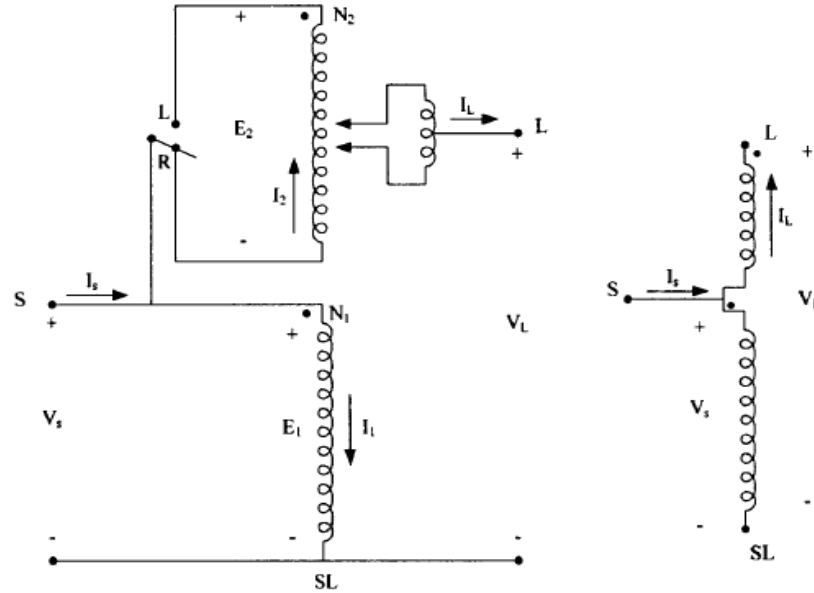 +
N2
L
E2
IL
L
+
R
I2
-
S
Is
+
N1
+
VL
Vs
E1
I1
-
-
-
SL
L
+
IL
S
Is
+
Vs
-
-
SL